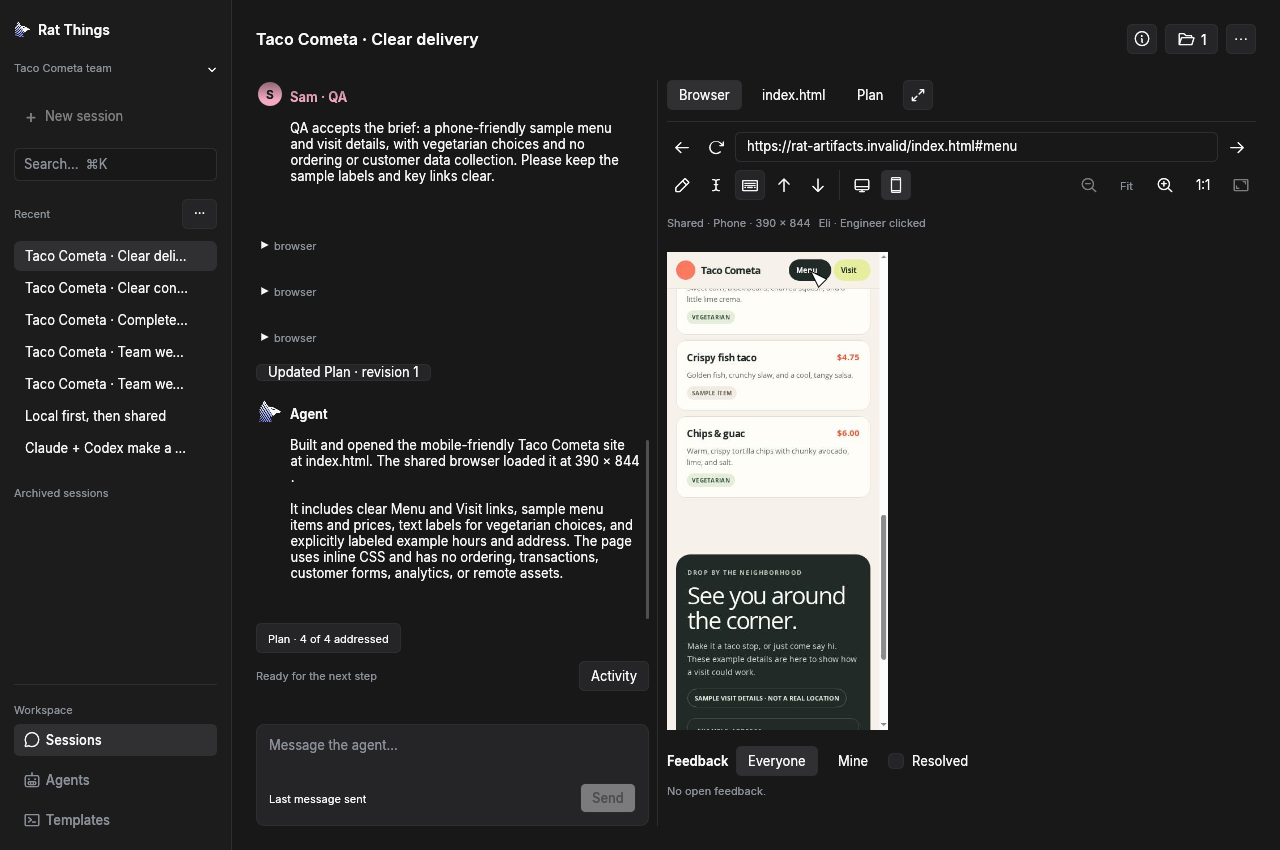 Rat Things
Taco Cometa team
+ New session
Search... ⌘K
Recent
...
Taco Cometa · Clear deli...
Taco Cometa · Clear con...
Taco Cometa · Complete...
Taco Cometa · Team we...
Taco Cometa · Team we...
Local first, then shared
Claude + Codex make a ...
Archived sessions
Workspace
Sessions
Agents
Templates
Taco Cometa · Clear delivery
1
S
Sam · QA
QA accepts the brief: a phone-friendly sample menu
and visit details, with vegetarian choices and no
ordering or customer data collection. Please keep the
sample labels and key links clear.
browser
browser
browser
Updated Plan · revision 1
Agent
Built and opened the mobile-friendly Taco Cometa site
at index.html. The shared browser loaded it at 390 × 844
.
It includes clear Menu and Visit links, sample menu
items and prices, text labels for vegetarian choices, and
explicitly labeled example hours and address. The page
uses inline CSS and has no ordering, transactions,
customer forms, analytics, or remote assets.
Plan · 4 of 4 addressed
Ready for the next step
Activity
Message the agent...
Last message sent
Send
Browser
index.html
Plan
https://rat-artifacts.invalid/index.html#menu
Fit
1:1
Shared · Phone · 390 × 844 Eli · Engineer clicked
Taco Cometa
Menu
Visit
little lime crema.
VEGETARIAN
Crispy fish taco
$4.75
Golden fish, crunchy slaw, and a cool, tangy salsa.
SAMPLE ITEM
Chips & guac
$6.00
Warm, crispy tortilla chips with chunky avocado,
lime, and salt.
VEGETARIAN
DROP BY THE NEIGHBORHOOD
See you around
the corner.
Make it a taco stop, or just come say hi.
These example details are here to show how
a visit could work.
SAMPLE VISIT DETAILS · NOT A REAL LOCATION
Feedback
Everyone
Mine
Resolved
No open feedback.